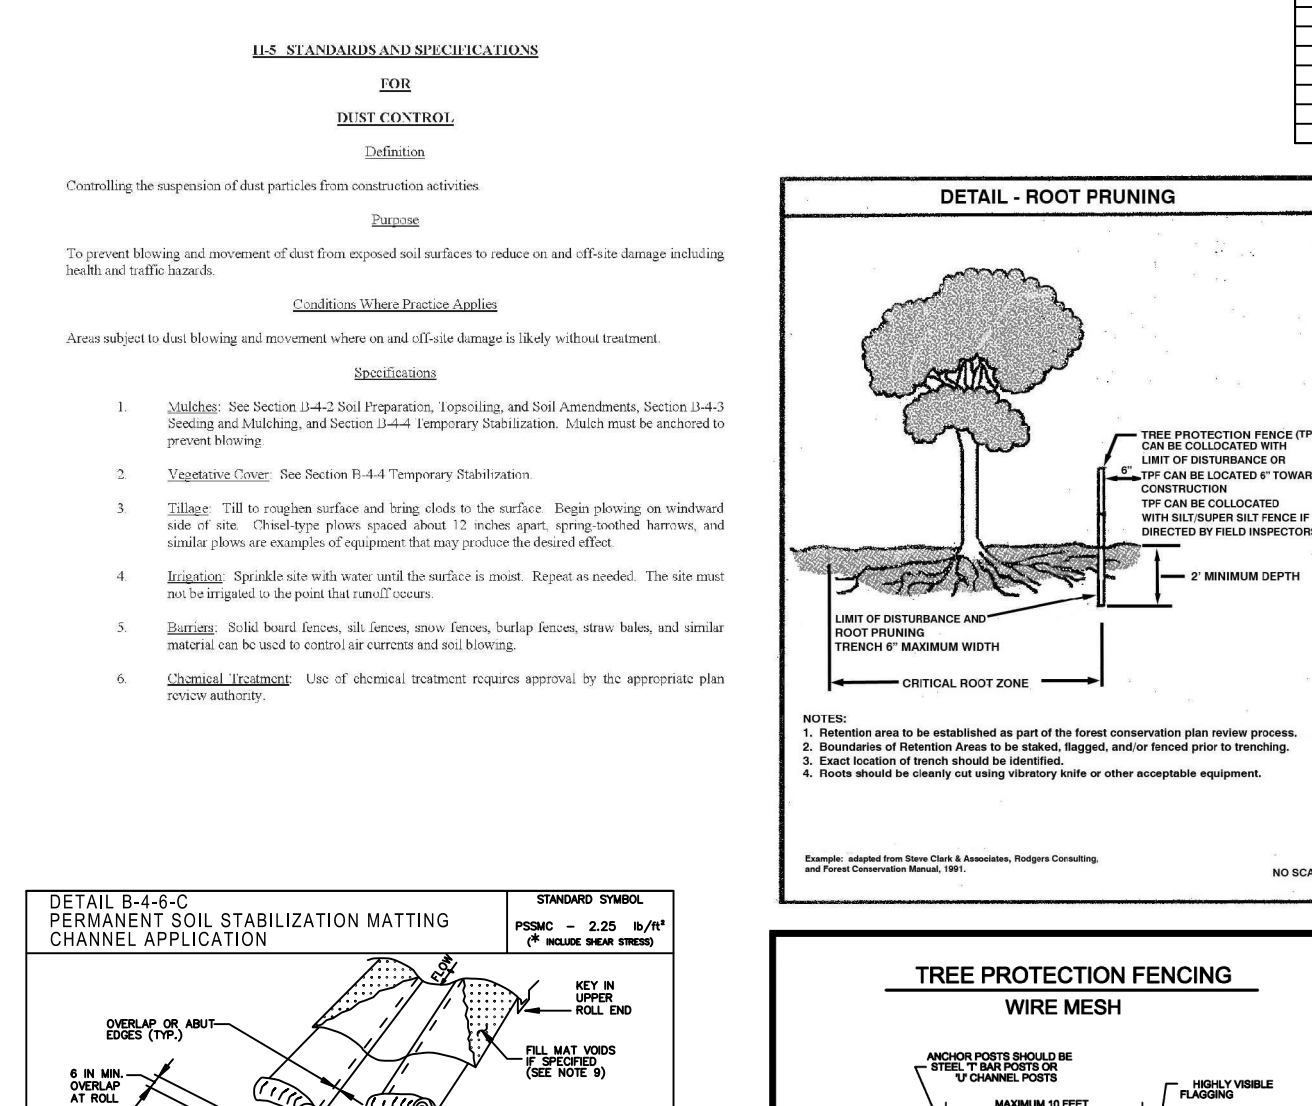 H-5 STANDARDS AND SPECIFICATIONS
FOR
DUST CONTROL
Definition
Controlling the suspension of dust particles from construction activities.
Purpose
To prevent blowing and movement of dust from exposed soil surfaces to reduce on and off-site damage including
health and traffic hazards.
Conditions Where Practice Applies
Areas subject to dust blowing and movement where on and off-site damage is likely without treatment.
Specifications
1. Mulches: See Section B-4-2 Soil Preparation, Topsoiling, and Soil Amendments, Section B-4-3
Seeding and Mulching, and Section B-4-4 Temporary Stabilization. Mulch must be anchored to
prevent blowing.
2. Vegetative Cover: See Section B-4-4 Temporary Stabilization.
3. Tillage: Till to roughen surface and bring clods to the surface. Begin plowing on windward
side of site. Chisel-type plows spaced about 12 inches apart, spring-toothed harrows, and
similar plows are examples of equipment that may produce the desired effect.
4. Irrigation: Sprinkle site with water until the surface is moist. Repeat as needed. The site must
not be irrigated to the point that runoff occurs.
5. Barriers: Solid board fences, silt fences, snow fences, burlap fences, straw bales, and similar
material can be used to control air currents and soil blowing.
6. Chemical Treatment: Use of chemical treatment requires approval by the appropriate plan
review authority.
DETAIL - ROOT PRUNING
TREE PROTECTION FENCE (TP
CAN BE COLLOCATED WITH
LIMIT OF DISTURBANCE OR
6"
TPF CAN BE LOCATED 6" TOWAR
CONSTRUCTION
TPF CAN BE COLLOCATED
WITH SILT/SUPER SILT FENCE IF
DIRECTED BY FIELD INSPECTORS
2' MINIMUM DEPTH
LIMIT OF DISTURBANCE AND
ROOT PRUNING
TRENCH 6" MAXIMUM WIDTH
CRITICAL ROOT ZONE
NOTES:
1. Retention area to be established as part of the forest conservation plan review process.
2. Boundaries of Retention Areas to be staked, flagged, and/or fenced prior to trenching.
3. Exact location of trench should be identified.
4. Roots should be cleanly cut using vibratory knife or other acceptable equipment.
Example: adapted from Steve Clark & Associates, Rodgers Consulting,
and Forest Conservation Manual, 1991.
NO SCA
DETAIL B-4-6-C
PERMANENT SOIL STABILIZATION MATTING
CHANNEL APPLICATION
STANDARD SYMBOL
PSSMC - 2.25 lb/ft²
(* INCLUDE SHEAR STRESS)
FLOW
KEY IN
UPPER
ROLL END
OVERLAP OR ABUT
EDGES (TYP.)
FILL MAT VOIDS
IF SPECIFIED
(SEE NOTE 9)
6 IN MIN.
OVERLAP
AT ROLL
TREE PROTECTION FENCING
WIRE MESH
ANCHOR POSTS SHOULD BE
STEEL 'T' BAR POSTS OR
'U' CHANNEL POSTS
HIGHLY VISIBLE
FLAGGING
MAXIMUM 10 FEET